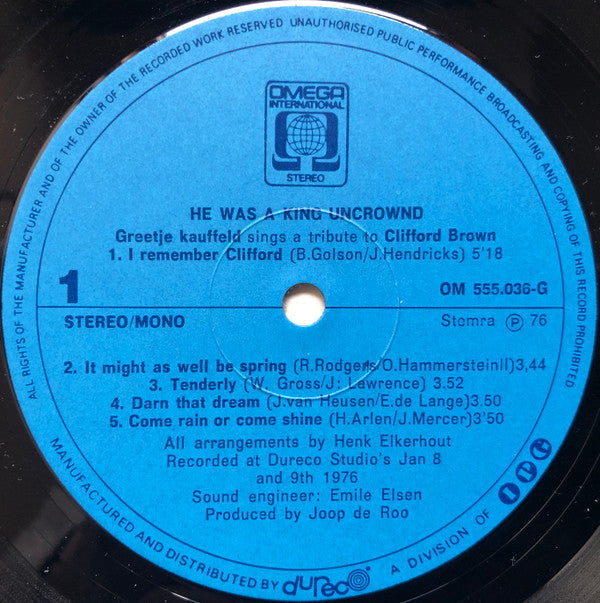 ALL RIGHTS OF THE MANUFACTURER AND OF THE OWNER OF THE RECORDED WORK RESERVED UNAUTHORISED PUBLIC PERFORMANCE BROADCASTING AND COPYING OF THIS RECORD PROHIBITED
OMEGA
INTERNATIONAL
STEREO
HE WAS A KING UNCROWND
Greetje kauffeld sings a tribute to Clifford Brown
1. I remember Clifford (B.Golson/J.Hendricks) 5'18
1
OM 555.036-G
STEREO/MONO
Stemra Ⓟ 76
2. It might as well be spring (R.Rodgers/O.HammersteinII)3,44
3. Tenderly (W. Gross/J: Lawrence) 3.52
4. Darn that dream (J.van Heusen/E.de Lange)3.50
5. Come rain or come shine (H.Arlen/J.Mercer)3'50
All arrangements by Henk Elkerhout
Recorded at Dureco Studio's Jan 8
and 9th 1976
Sound engineer: Emile Elsen
Produced by Joop de Roo
MANUFACTURED AND DISTRIBUTED BY dureco A DIVISION OF